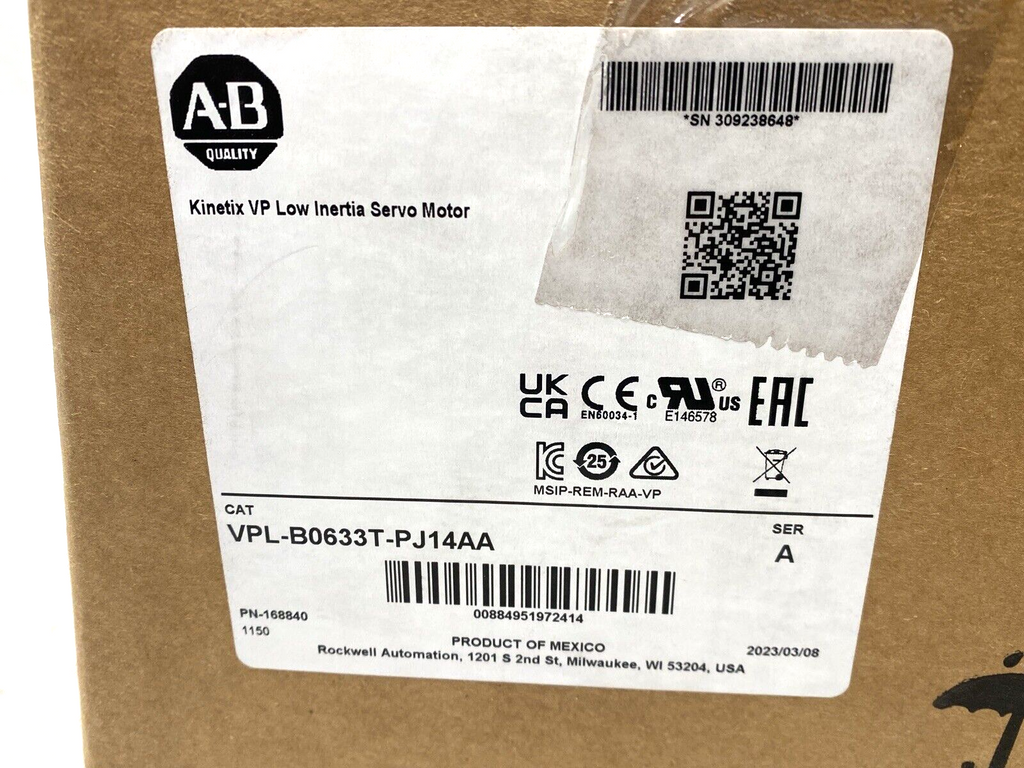 A-B
QUALITY
*SN 309238648*
Kinetix VP Low Inertia Servo Motor
UK
CA
CE
EN60034-1
c RU ® US
E146578
EAC
KC
25
MSIP-REM-RAA-VP
CAT
VPL-B0633T-PJ14AA
SER
A
00884951972414
PN-168840
1150
PRODUCT OF MEXICO
Rockwell Automation, 1201 S 2nd St, Milwaukee, WI 53204, USA
2023/03/08